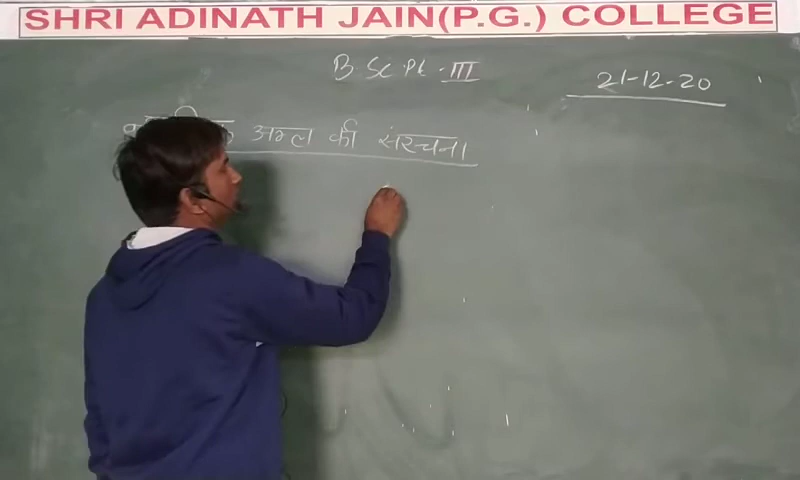 SHRI ADINATH JAIN(P.G.) COLLEGE
B.Sc. Pt. - III
21-12-20
अम्ल की संरचना